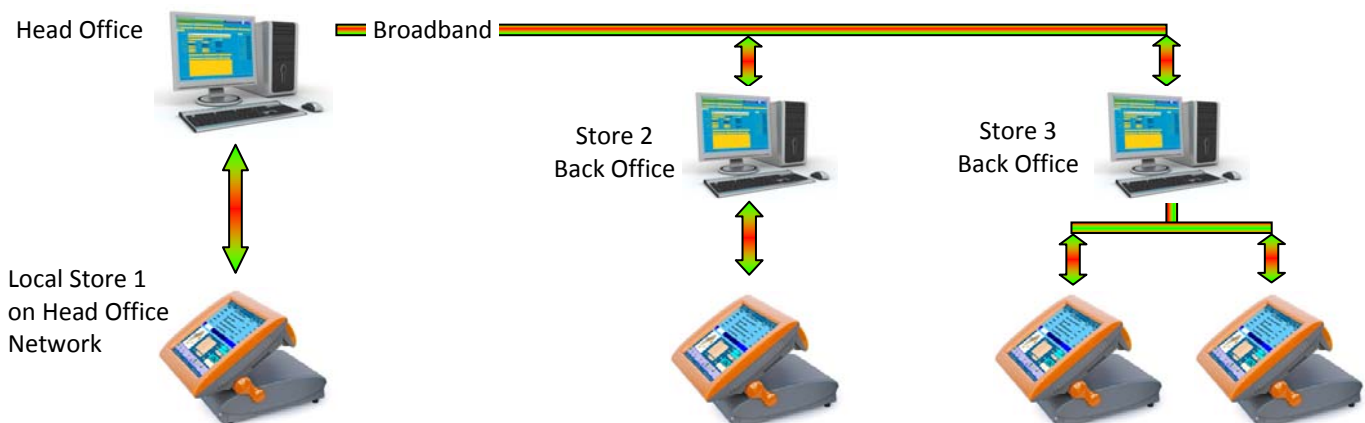 Head Office
Broadband
Store 2
Back Office
Store 3
Back Office
Local Store 1
on Head Office
Network